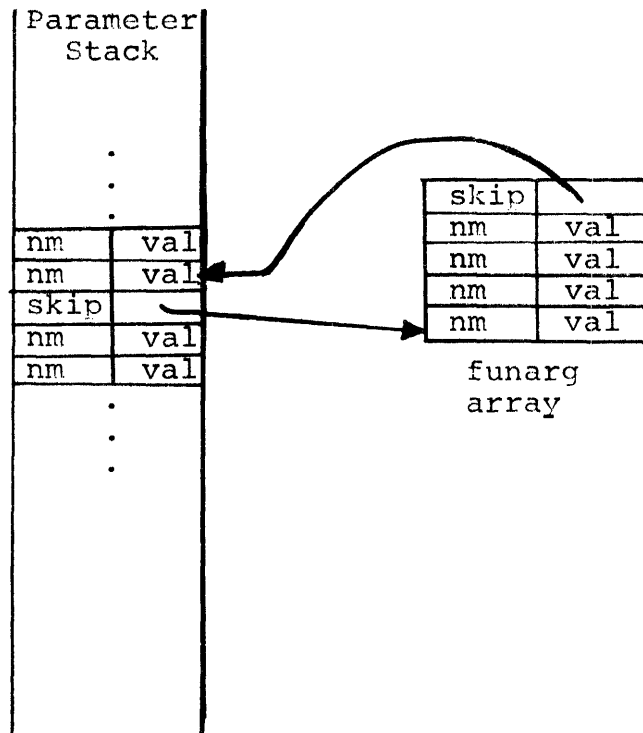 Parameter
Stack
nm val
nm val
skip
nm val
nm val
skip
nm val
nm val
nm val
nm val
funarg
array